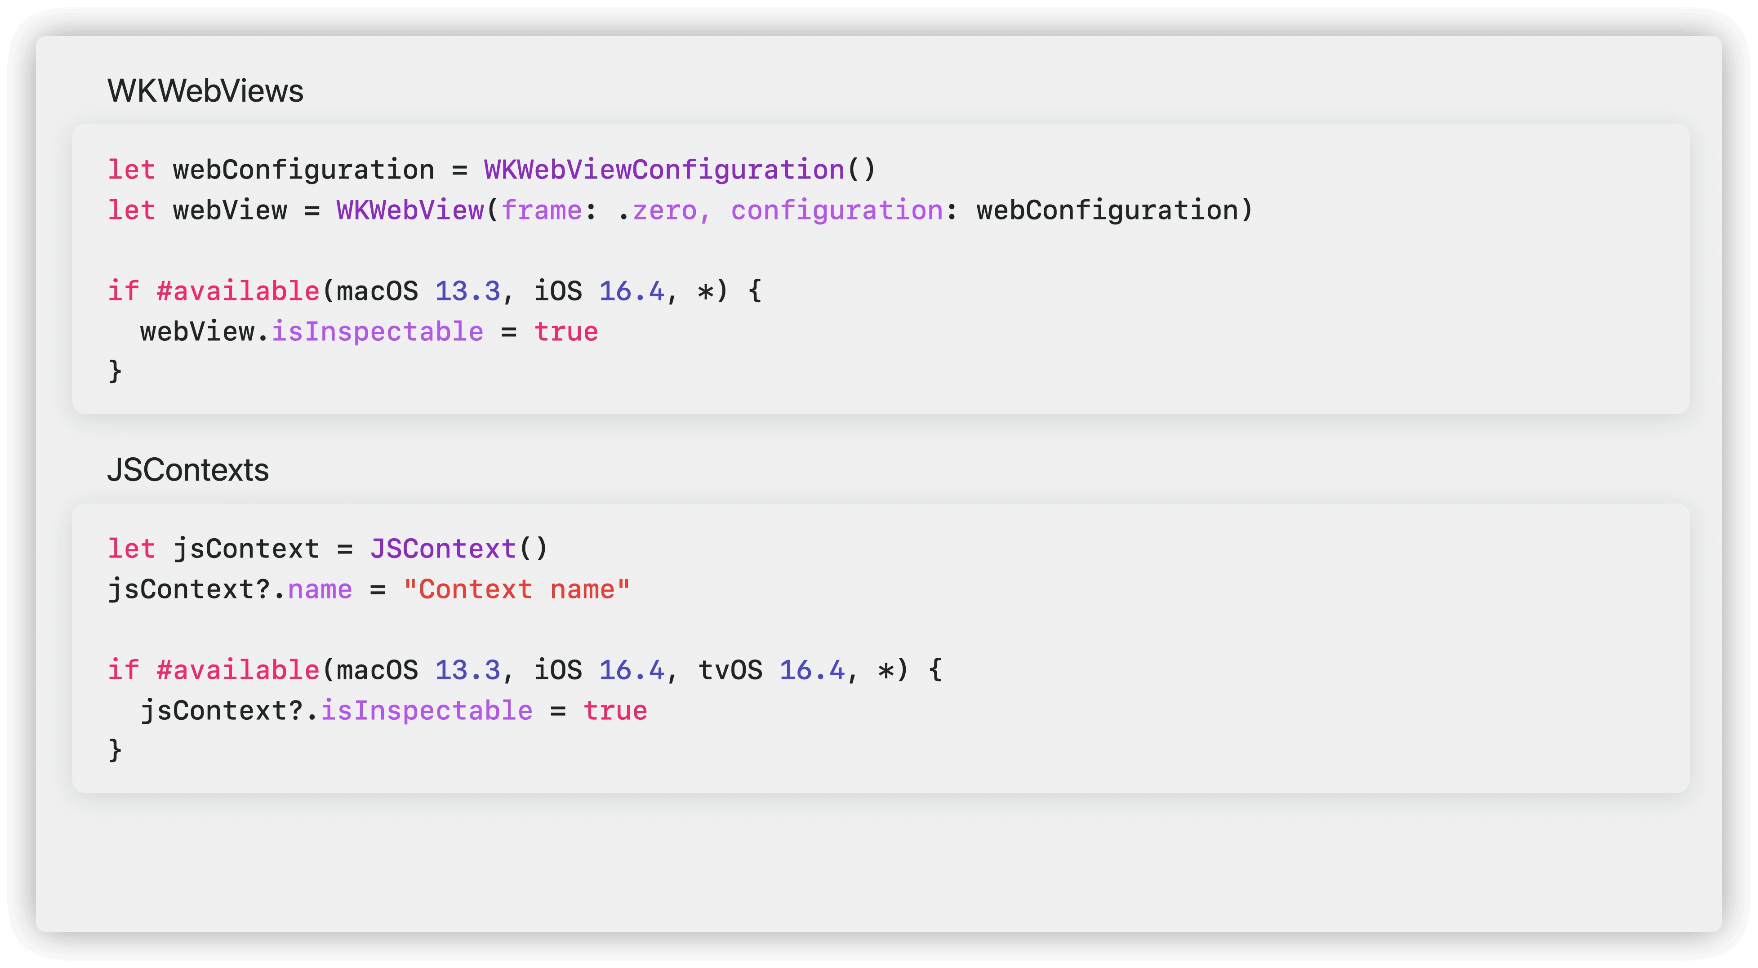 WKWebViews
let webConfiguration = WKWebViewConfiguration()
let webView = WKWebView(frame: .zero, configuration: webConfiguration)
if #available(macOS 13.3, iOS 16.4, *) {
  webView.isInspectable = true
}
JSContexts
let jsContext = JSContext()
jsContext?.name = "Context name"
if #available(macOS 13.3, iOS 16.4, tvOS 16.4, *) {
  jsContext?.isInspectable = true
}